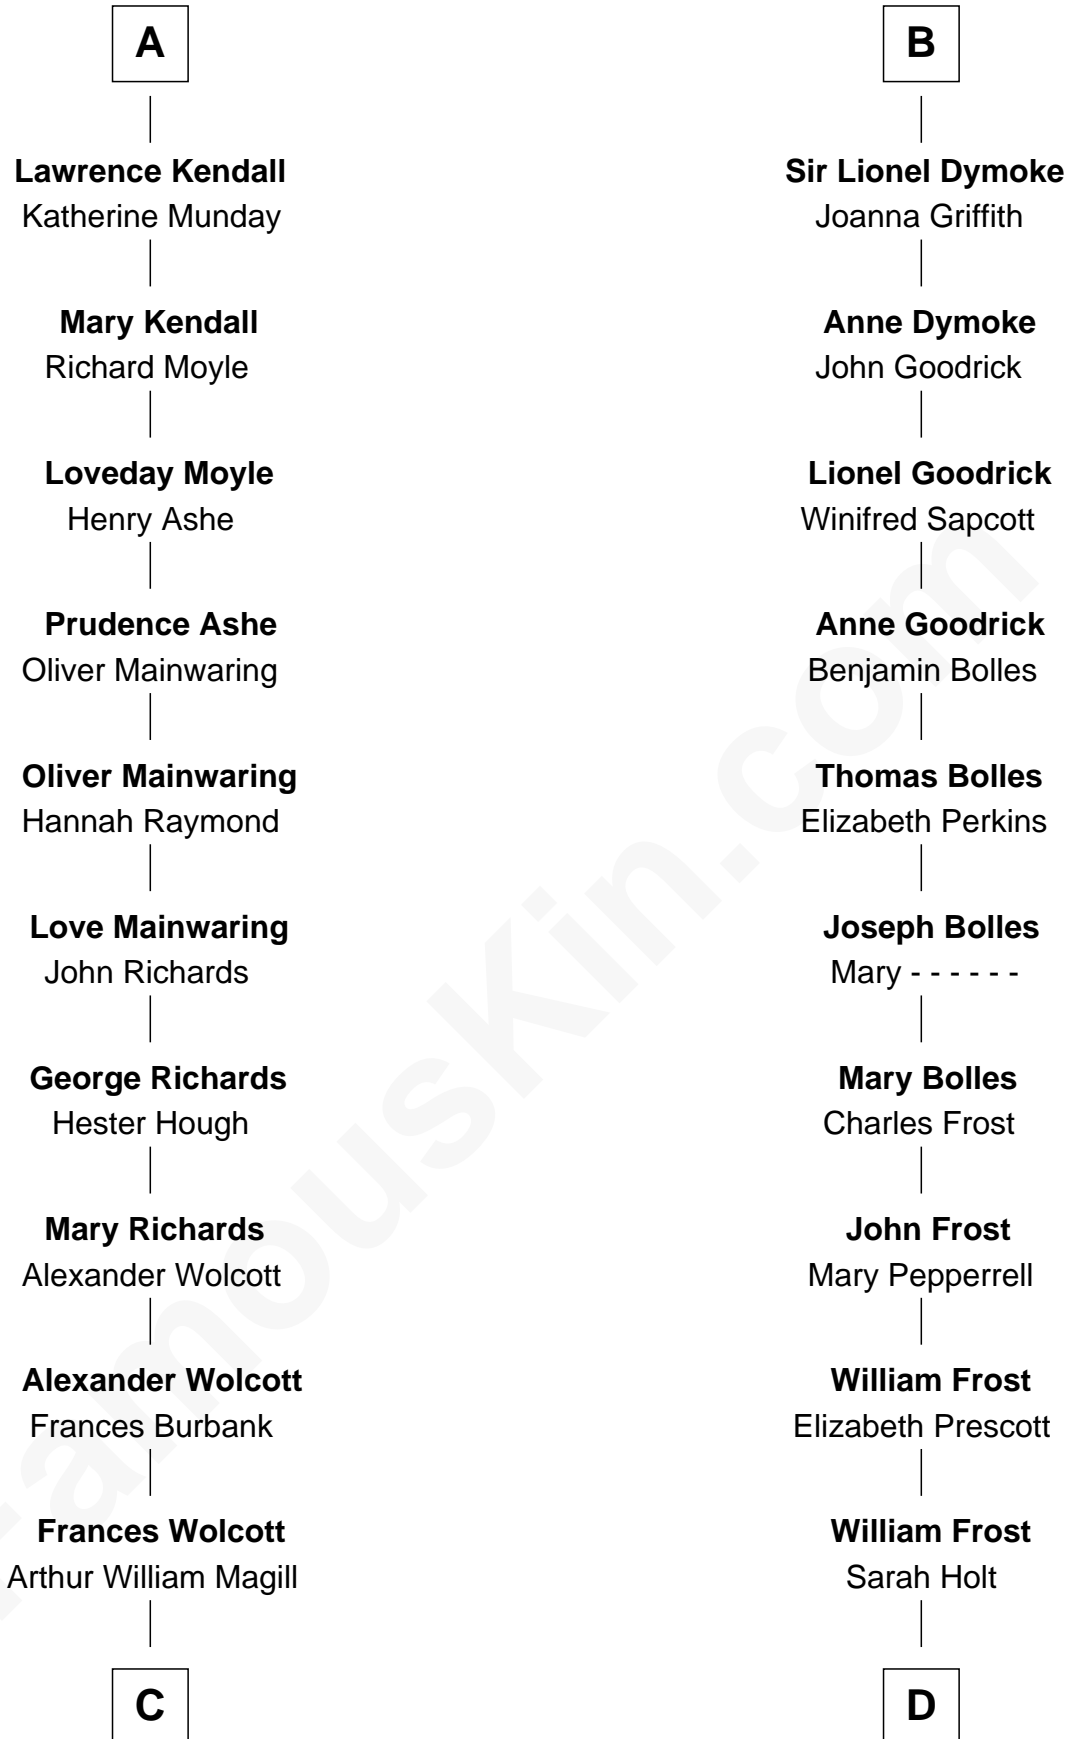 A
Lawrence Kendall
Katherine Munday
Mary Kendall
Richard Moyle
Loveday Moyle
Henry Ashe
Prudence Ashe
Oliver Mainwaring
Oliver Mainwaring
Hannah Raymond
Love Mainwaring
John Richards
George Richards
Hester Hough
Mary Richards
Alexander Wolcott
Alexander Wolcott
Frances Burbank
Frances Wolcott
Arthur William Magill
C
B
Sir Lionel Dymoke
Joanna Griffith
Anne Dymoke
John Goodrick
Lionel Goodrick
Winifred Sapcott
Anne Goodrick
Benjamin Bolles
Thomas Bolles
Elizabeth Perkins
Joseph Bolles
Mary - - - - - -
Mary Bolles
Charles Frost
John Frost
Mary Pepperrell
William Frost
Elizabeth Prescott
William Frost
Sarah Holt
D
FamousKin.com